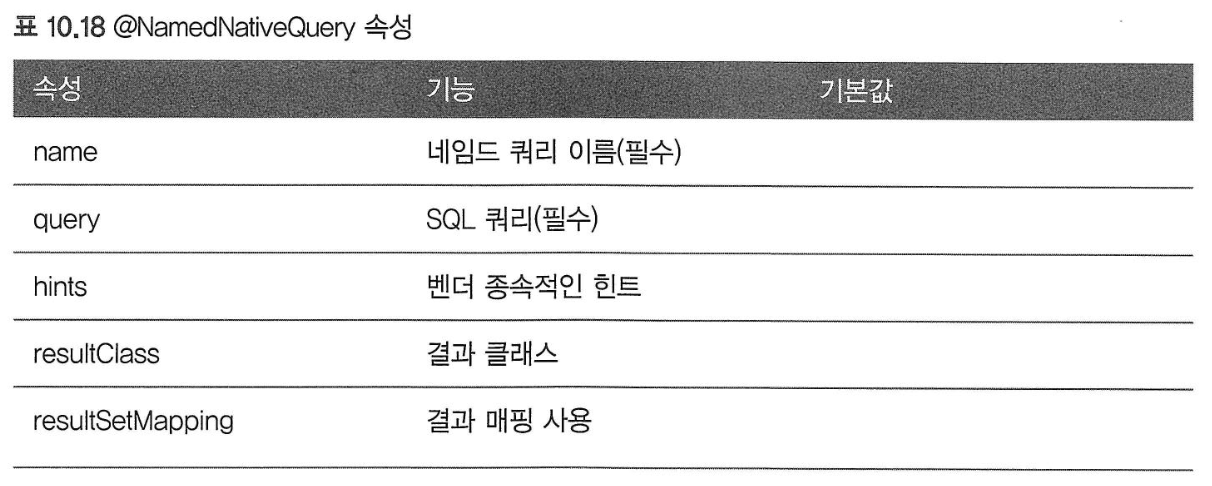 표 10.18 @NamedNativeQuery 속성
속성 기능 기본값
name 네임드 쿼리 이름(필수)
query SQL 쿼리(필수)
hints 벤더 종속적인 힌트
resultClass 결과 클래스
resultSetMapping 결과 매핑 사용